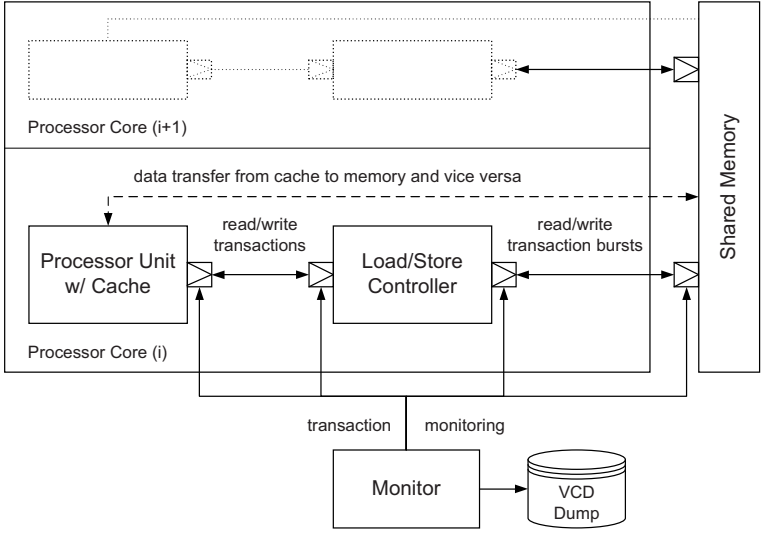 Processor Core (i+1)
data transfer from cache to memory and vice versa
Shared Memory
read/write
transactions
read/write
transaction bursts
Processor Unit
w/ Cache
Load/Store
Controller
Processor Core (i)
transaction
monitoring
Monitor
VCD
Dump